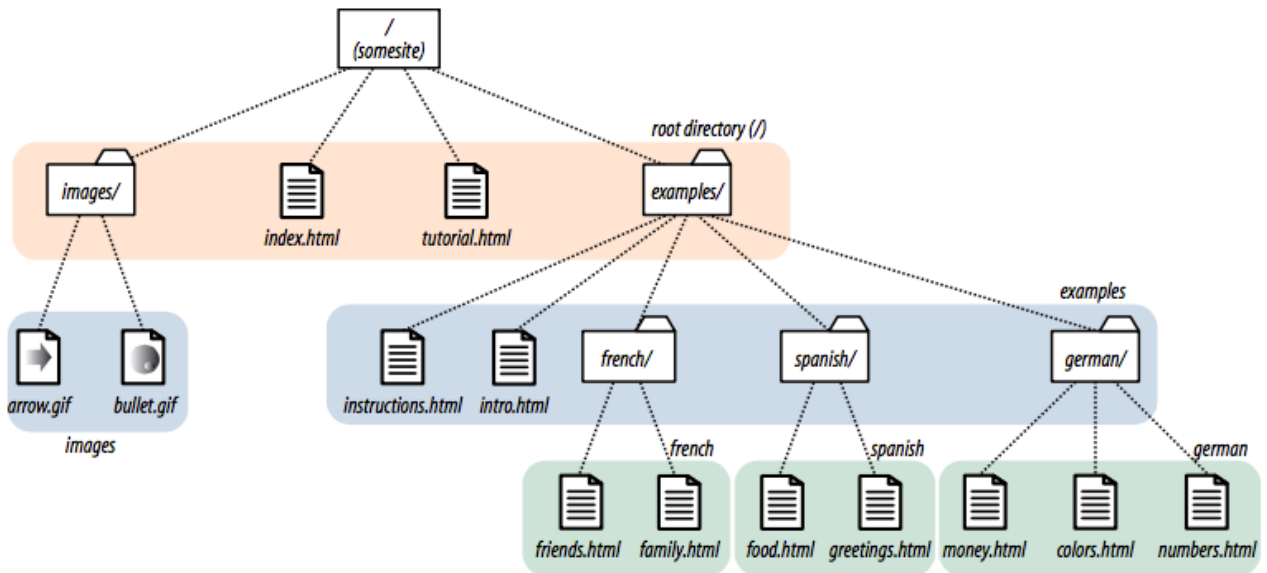 /
(somesite)
root directory (/)
images/
index.html
tutorial.html
examples/
examples
arrow.gif
bullet.gif
images
instructions.html
intro.html
french/
spanish/
german/
french
spanish
german
friends.html
family.html
food.html
greetings.html
money.html
colors.html
numbers.html